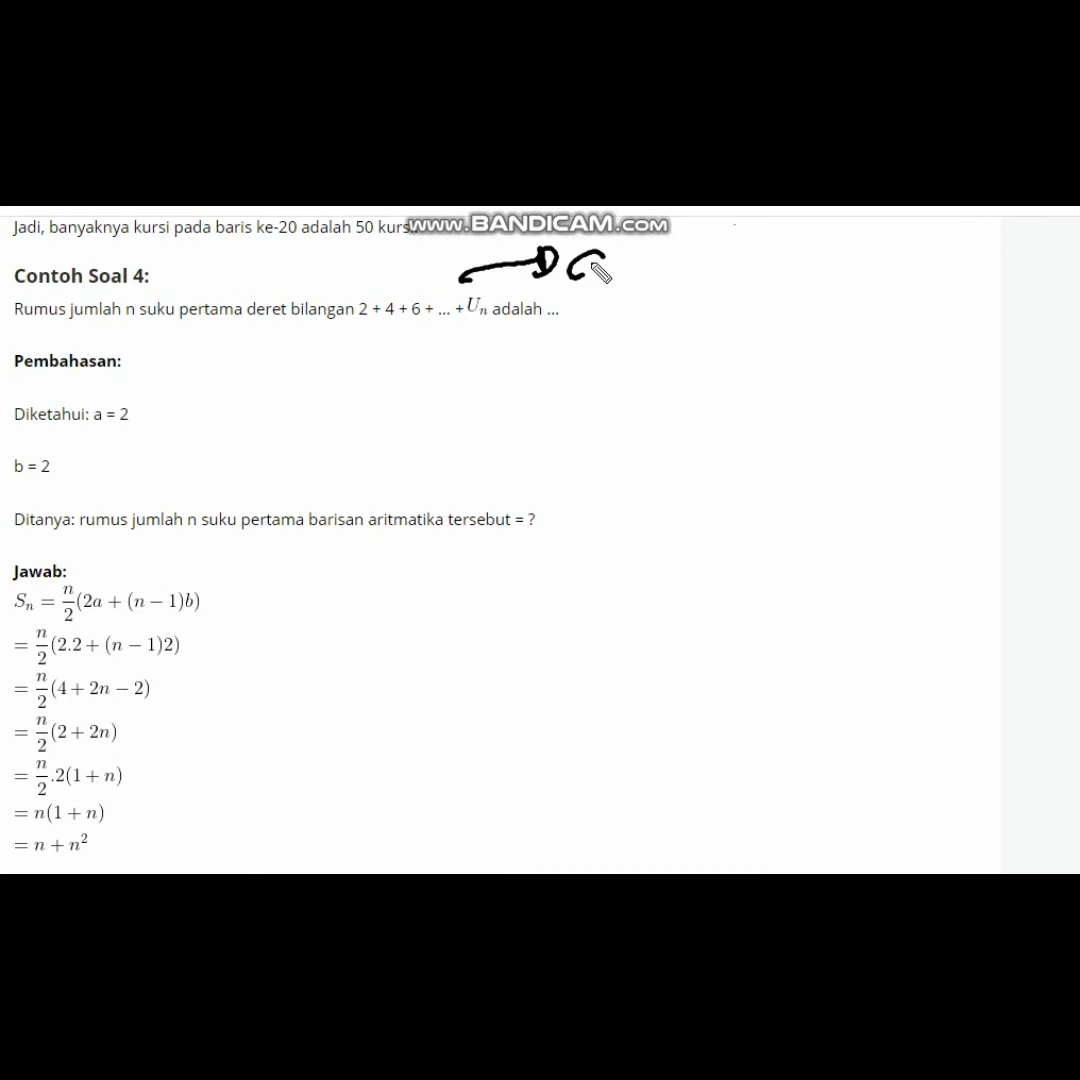 Jadi, banyaknya kursi pada baris ke-20 adalah 50 kurs
www.BANDICAM.COM
Contoh Soal 4:
Rumus jumlah n suku pertama deret bilangan 2 + 4 + 6 + ... + Uₙ adalah ...
Pembahasan:
Diketahui: a = 2
b = 2
Ditanya: rumus jumlah n suku pertama barisan aritmatika tersebut = ?
Jawab:
Sₙ = n/2(2a + (n − 1)b)
= n/2(2.2 + (n − 1)2)
= n/2(4 + 2n − 2)
= n/2(2 + 2n)
= n/2.2(1 + n)
= n(1 + n)
= n + n²